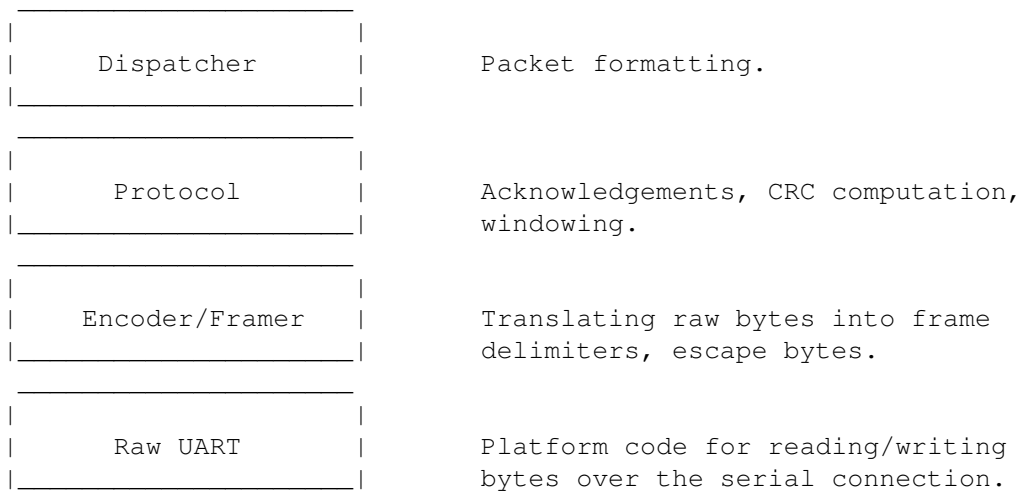 Dispatcher Packet formatting.
Protocol Acknowledgements, CRC computation,
windowing.
Encoder/Framer Translating raw bytes into frame
delimiters, escape bytes.
Raw UART Platform code for reading/writing
bytes over the serial connection.